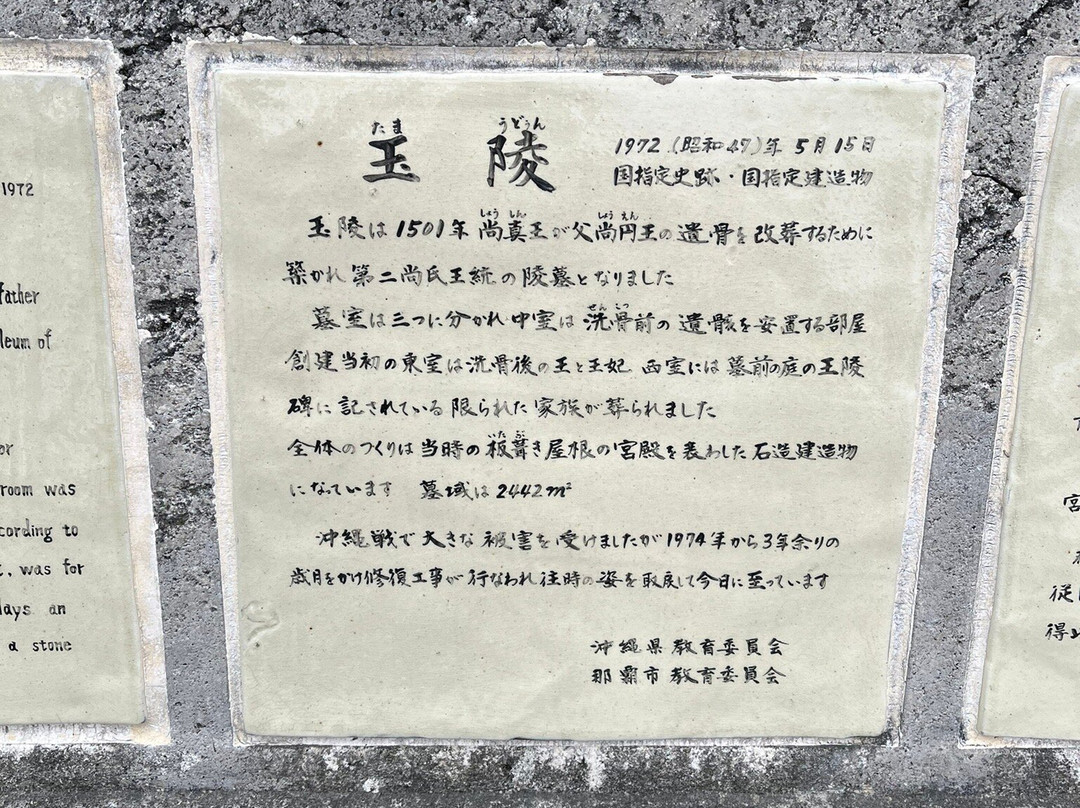 1972
father
leum of
or
room was
cording to
t, was for
lays an
a stone
たま うどぅん
玉陵
1972(昭和47)年 5月15日
国指定史跡・国指定建造物
しょう しん しょう えん
玉陵は1501年尚真王が父尚円王の遺骨を改葬するために
築かれ第二尚氏王統の陵墓となりました
せん こつ
墓室は三つに分かれ中室は洗骨前の遺骸を安置する部屋
創建当初の東室は洗骨後の王と王妃 西室には墓前の庭の玉陵
碑に記されている限られた家族が葬られました
いた ぶ
全体のつくりは当時の板葺き屋根の宮殿を表わした石造建造物
になっています 墓域は2442m²
沖縄戦で大きな被害を受けましたが1974年から3年余りの
歳月をかけ修復工事が行なわれ往時の姿を取戻して今日に至っています
沖縄県教育委員会
那覇市教育委員会
宮
従
得